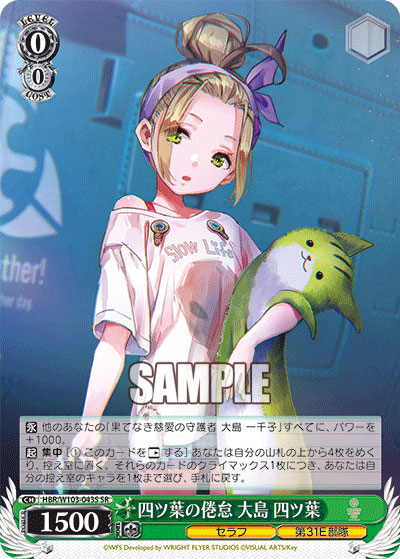 LEVEL
0
0
COST
ther!
er day.
Slow Life!
SAMPLE
永 他のあなたの「果てなき慈愛の守護者 大島 一千子」すべてに、パワーを
+1000。
起 集中 [① このカードを レスト する] あなたは自分の山札の上から4枚をめく
り、控え室に置く。それらのカードのクライマックス1枚につき、あなたは自
分の控え室のキャラを1枚まで選び、手札に戻す。
CH HBR/W103-043S SR
1500
四ツ葉の倦怠 大島 四ツ葉
セラフ
第31E部隊
©WFS Developed by WRIGHT FLYER STUDIOS ©VISUAL ARTS/Key